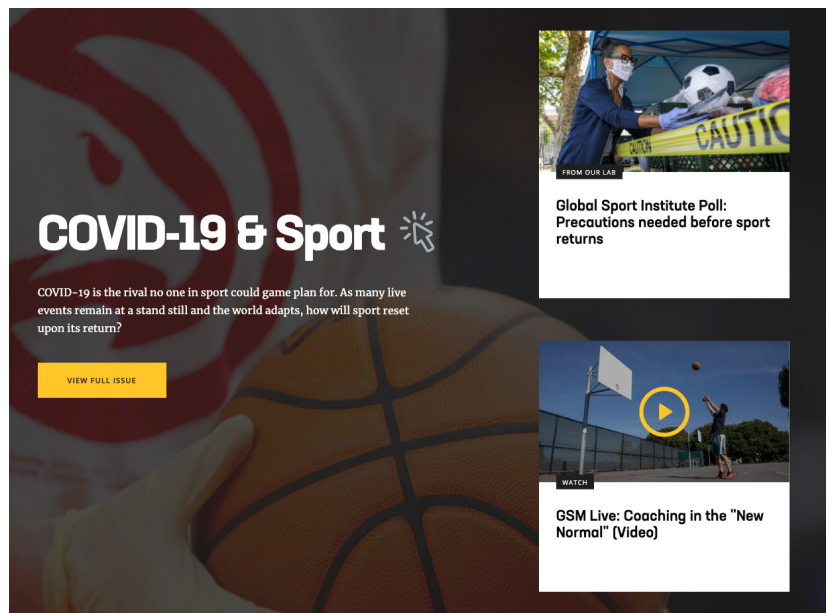 COVID-19 & Sport
COVID-19 is the rival no one in sport could game plan for. As many live
events remain at a stand still and the world adapts, how will sport reset
upon its return?
VIEW FULL ISSUE
CAUTION
CAUTIO
FROM OUR LAB
Global Sport Institute Poll:
Precautions needed before sport
returns
WATCH
GSM Live: Coaching in the "New
Normal" (Video)